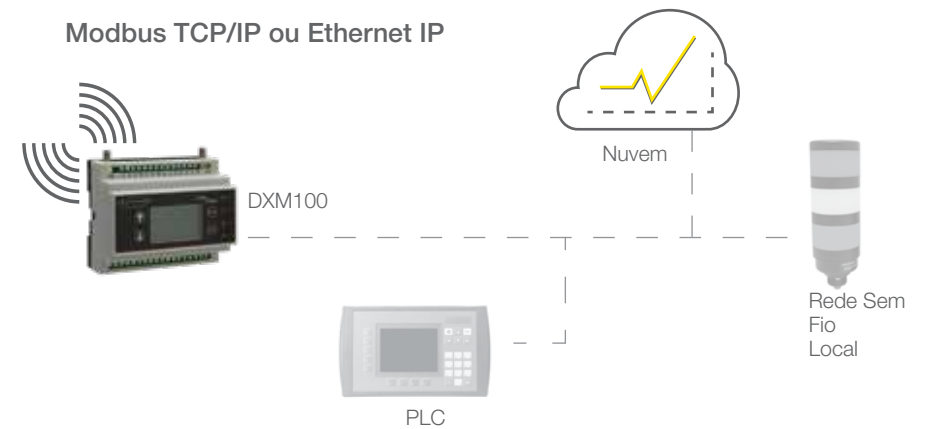 Modbus TCP/IP ou Ethernet IP
Nuvem
DXM100
Rede Sem
Fio
Local
PLC